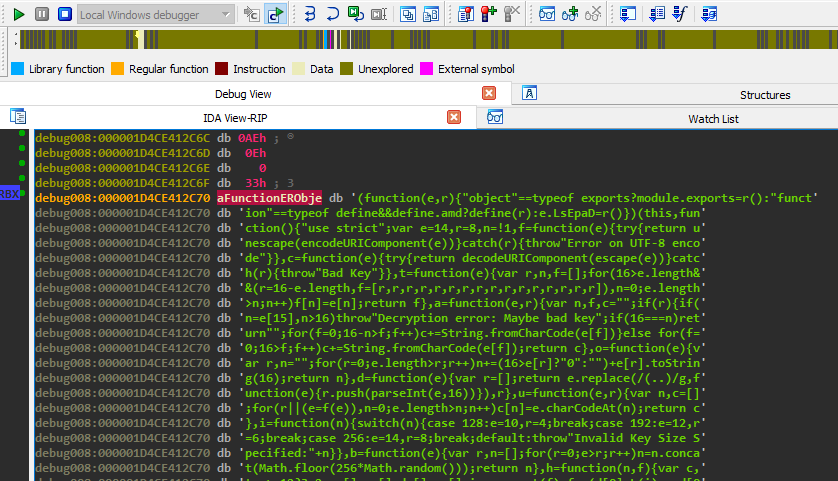 Local Windows debugger
Library function Regular function Instruction Data Unexplored External symbol
Debug View Structures
IDA View-RIP Watch List
debug008:000001D4CE412C6C db 0AEh ; ®
debug008:000001D4CE412C6D db 0Eh
debug008:000001D4CE412C6E db 0
debug008:000001D4CE412C6F db 33h ; 3
RBX debug008:000001D4CE412C70 aFunctionERObje db '(function(e,r){"object"==typeof exports?module.exports=r():"funct'
debug008:000001D4CE412C70 db 'ion"==typeof define&&define.amd?define(r):e.LsEpaD=r()})(this,fun'
debug008:000001D4CE412C70 db 'ction(){"use strict";var e=14,r=8,n=!1,f=function(e){try{return u'
debug008:000001D4CE412C70 db 'nescape(encodeURIComponent(e))}catch(r){throw"Error on UTF-8 enco'
debug008:000001D4CE412C70 db 'de"}},c=function(e){try{return decodeURIComponent(escape(e))}catc'
debug008:000001D4CE412C70 db 'h(r){throw"Bad Key"}},t=function(e){var r,n,f=[];for(16>e.length&'
debug008:000001D4CE412C70 db '&(r=16-e.length,f=[r,r,r,r,r,r,r,r,r,r,r,r,r,r,r,r]),n=0;e.length'
debug008:000001D4CE412C70 db '>n;n++)f[n]=e[n];return f},a=function(e,r){var n,f,c="";if(r){if('
debug008:000001D4CE412C70 db 'n=e[15],n>16)throw"Decryption error: Maybe bad key";if(16===n)ret'
debug008:000001D4CE412C70 db 'urn"";for(f=0;16-n>f;f++)c+=String.fromCharCode(e[f])}else for(f='
debug008:000001D4CE412C70 db '0;16>f;f++)c+=String.fromCharCode(e[f]);return c},o=function(e){v'
debug008:000001D4CE412C70 db 'ar r,n="";for(r=0;e.length>r;r++)n+=(16>e[r]?"0":"")+e[r].toStrin'
debug008:000001D4CE412C70 db 'g(16);return n},d=function(e){var r=[];return e.replace(/(..)/g,f'
debug008:000001D4CE412C70 db 'unction(e){r.push(parseInt(e,16))}),r},u=function(e,r){var n,c=[]'
debug008:000001D4CE412C70 db ';for(r||(e=f(e)),n=0;e.length>n;n++)c[n]=e.charCodeAt(n);return c'
debug008:000001D4CE412C70 db '},i=function(n){switch(n){case 128:e=10,r=4;break;case 192:e=12,r'
debug008:000001D4CE412C70 db '=6;break;case 256:e=14,r=8;break;default:throw"Invalid Key Size S'
debug008:000001D4CE412C70 db 'pecified:"+n}},b=function(e){var r,n=[];for(r=0;e>r;r++)n=n.conca'
debug008:000001D4CE412C70 db 't(Math.floor(256*Math.random()));return n},h=function(n,f){var c,'